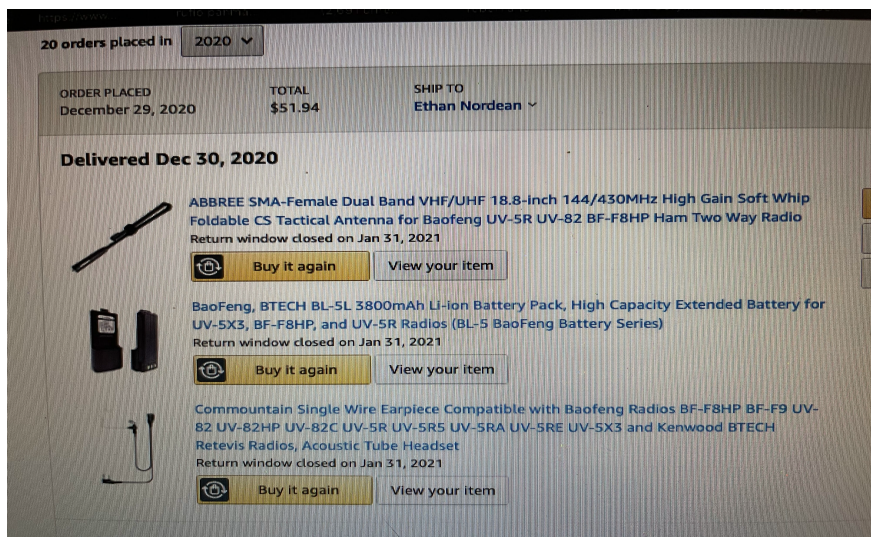 20 orders placed in 2020
ORDER PLACED TOTAL SHIP TO
December 29, 2020 $51.94 Ethan Nordean
Delivered Dec 30, 2020
ABBREE SMA-Female Dual Band VHF/UHF 18.8-inch 144/430MHz High Gain Soft Whip
Foldable CS Tactical Antenna for Baofeng UV-5R UV-82 BF-F8HP Ham Two Way Radio
Return window closed on Jan 31, 2021
Buy it again View your item
BaoFeng, BTECH BL-5L 3800mAh Li-ion Battery Pack, High Capacity Extended Battery for
UV-5X3, BF-F8HP, and UV-5R Radios (BL-5 BaoFeng Battery Series)
Return window closed on Jan 31, 2021
Buy it again View your item
Commountain Single Wire Earpiece Compatible with Baofeng Radios BF-F8HP BF-F9 UV-
82 UV-82HP UV-82C UV-5R UV-5R5 UV-5RA UV-5RE UV-5X3 and Kenwood BTECH
Retevis Radios, Acoustic Tube Headset
Return window closed on Jan 31, 2021
Buy it again View your item